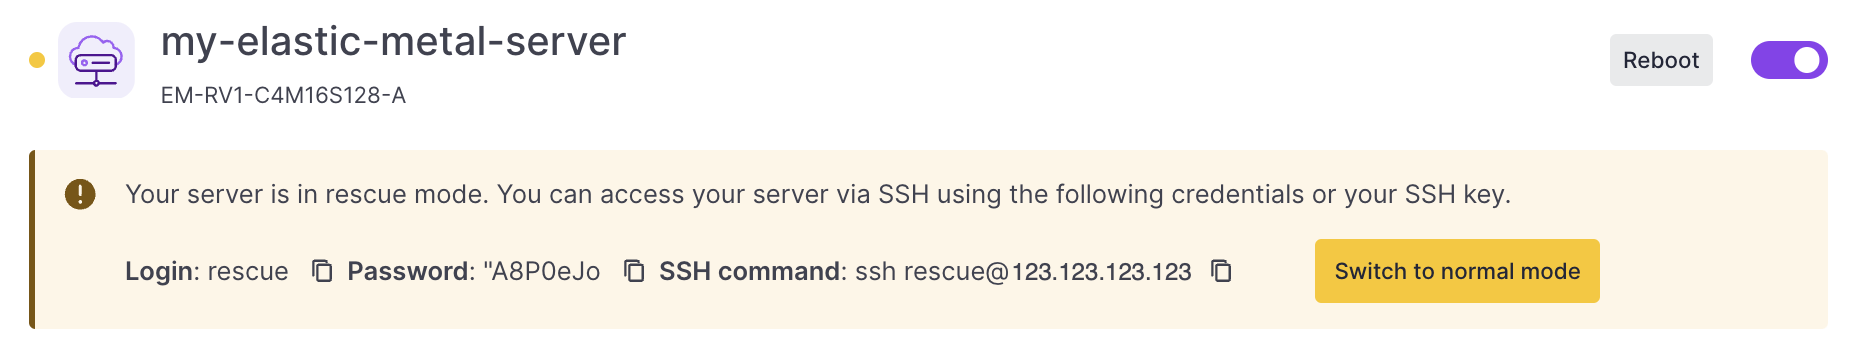 my-elastic-metal-server
EM-RV1-C4M16S128-A
Reboot
Your server is in rescue mode. You can access your server via SSH using the following credentials or your SSH key.
Login: rescue Password: "A8P0eJo SSH command: ssh rescue@123.123.123.123
Switch to normal mode